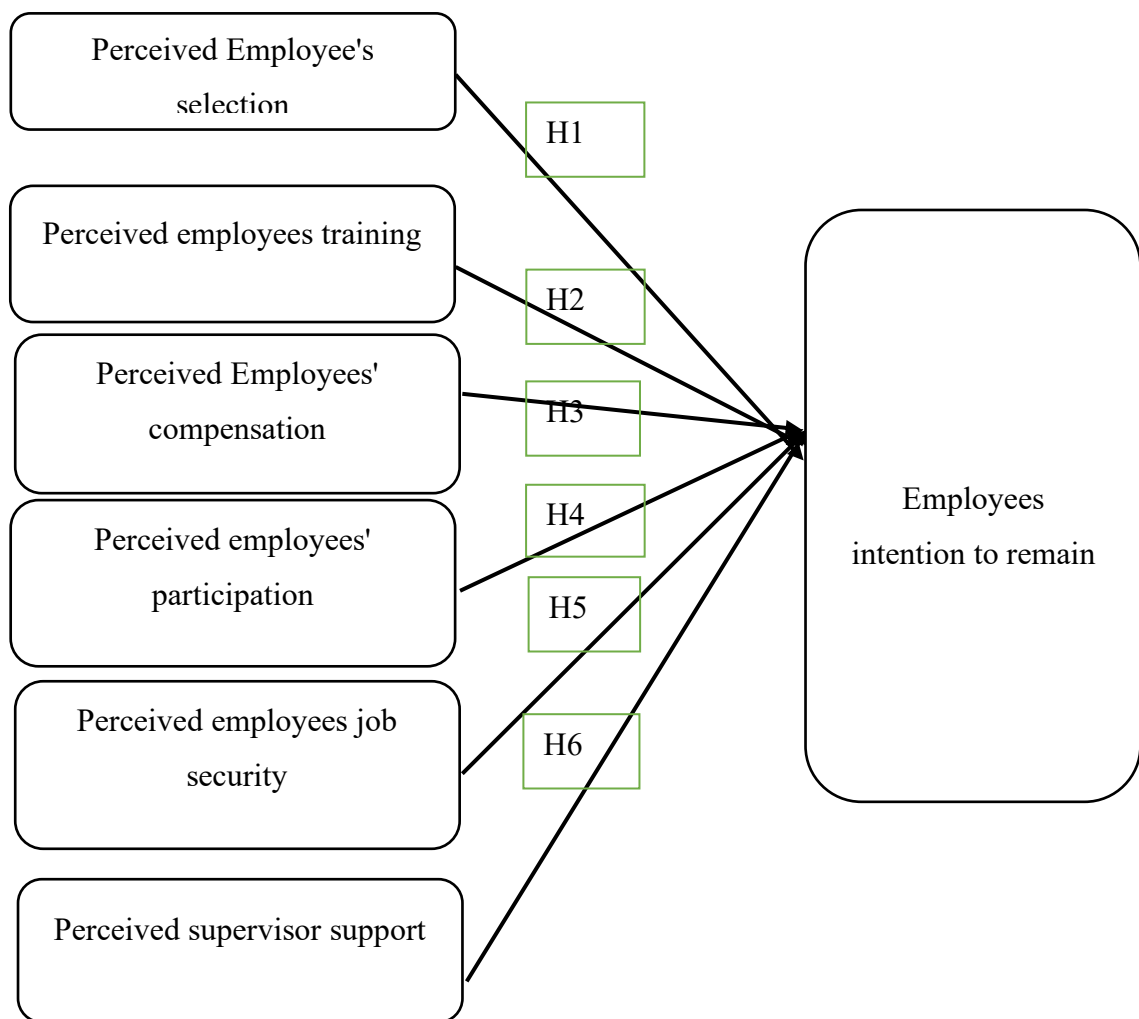 Perceived Employee's
selection
H1
Perceived employees training
H2
Perceived Employees'
compensation
H3
Perceived employees'
participation
H4
Perceived employees job
security
H5
Perceived supervisor support
H6
Employees
intention to remain